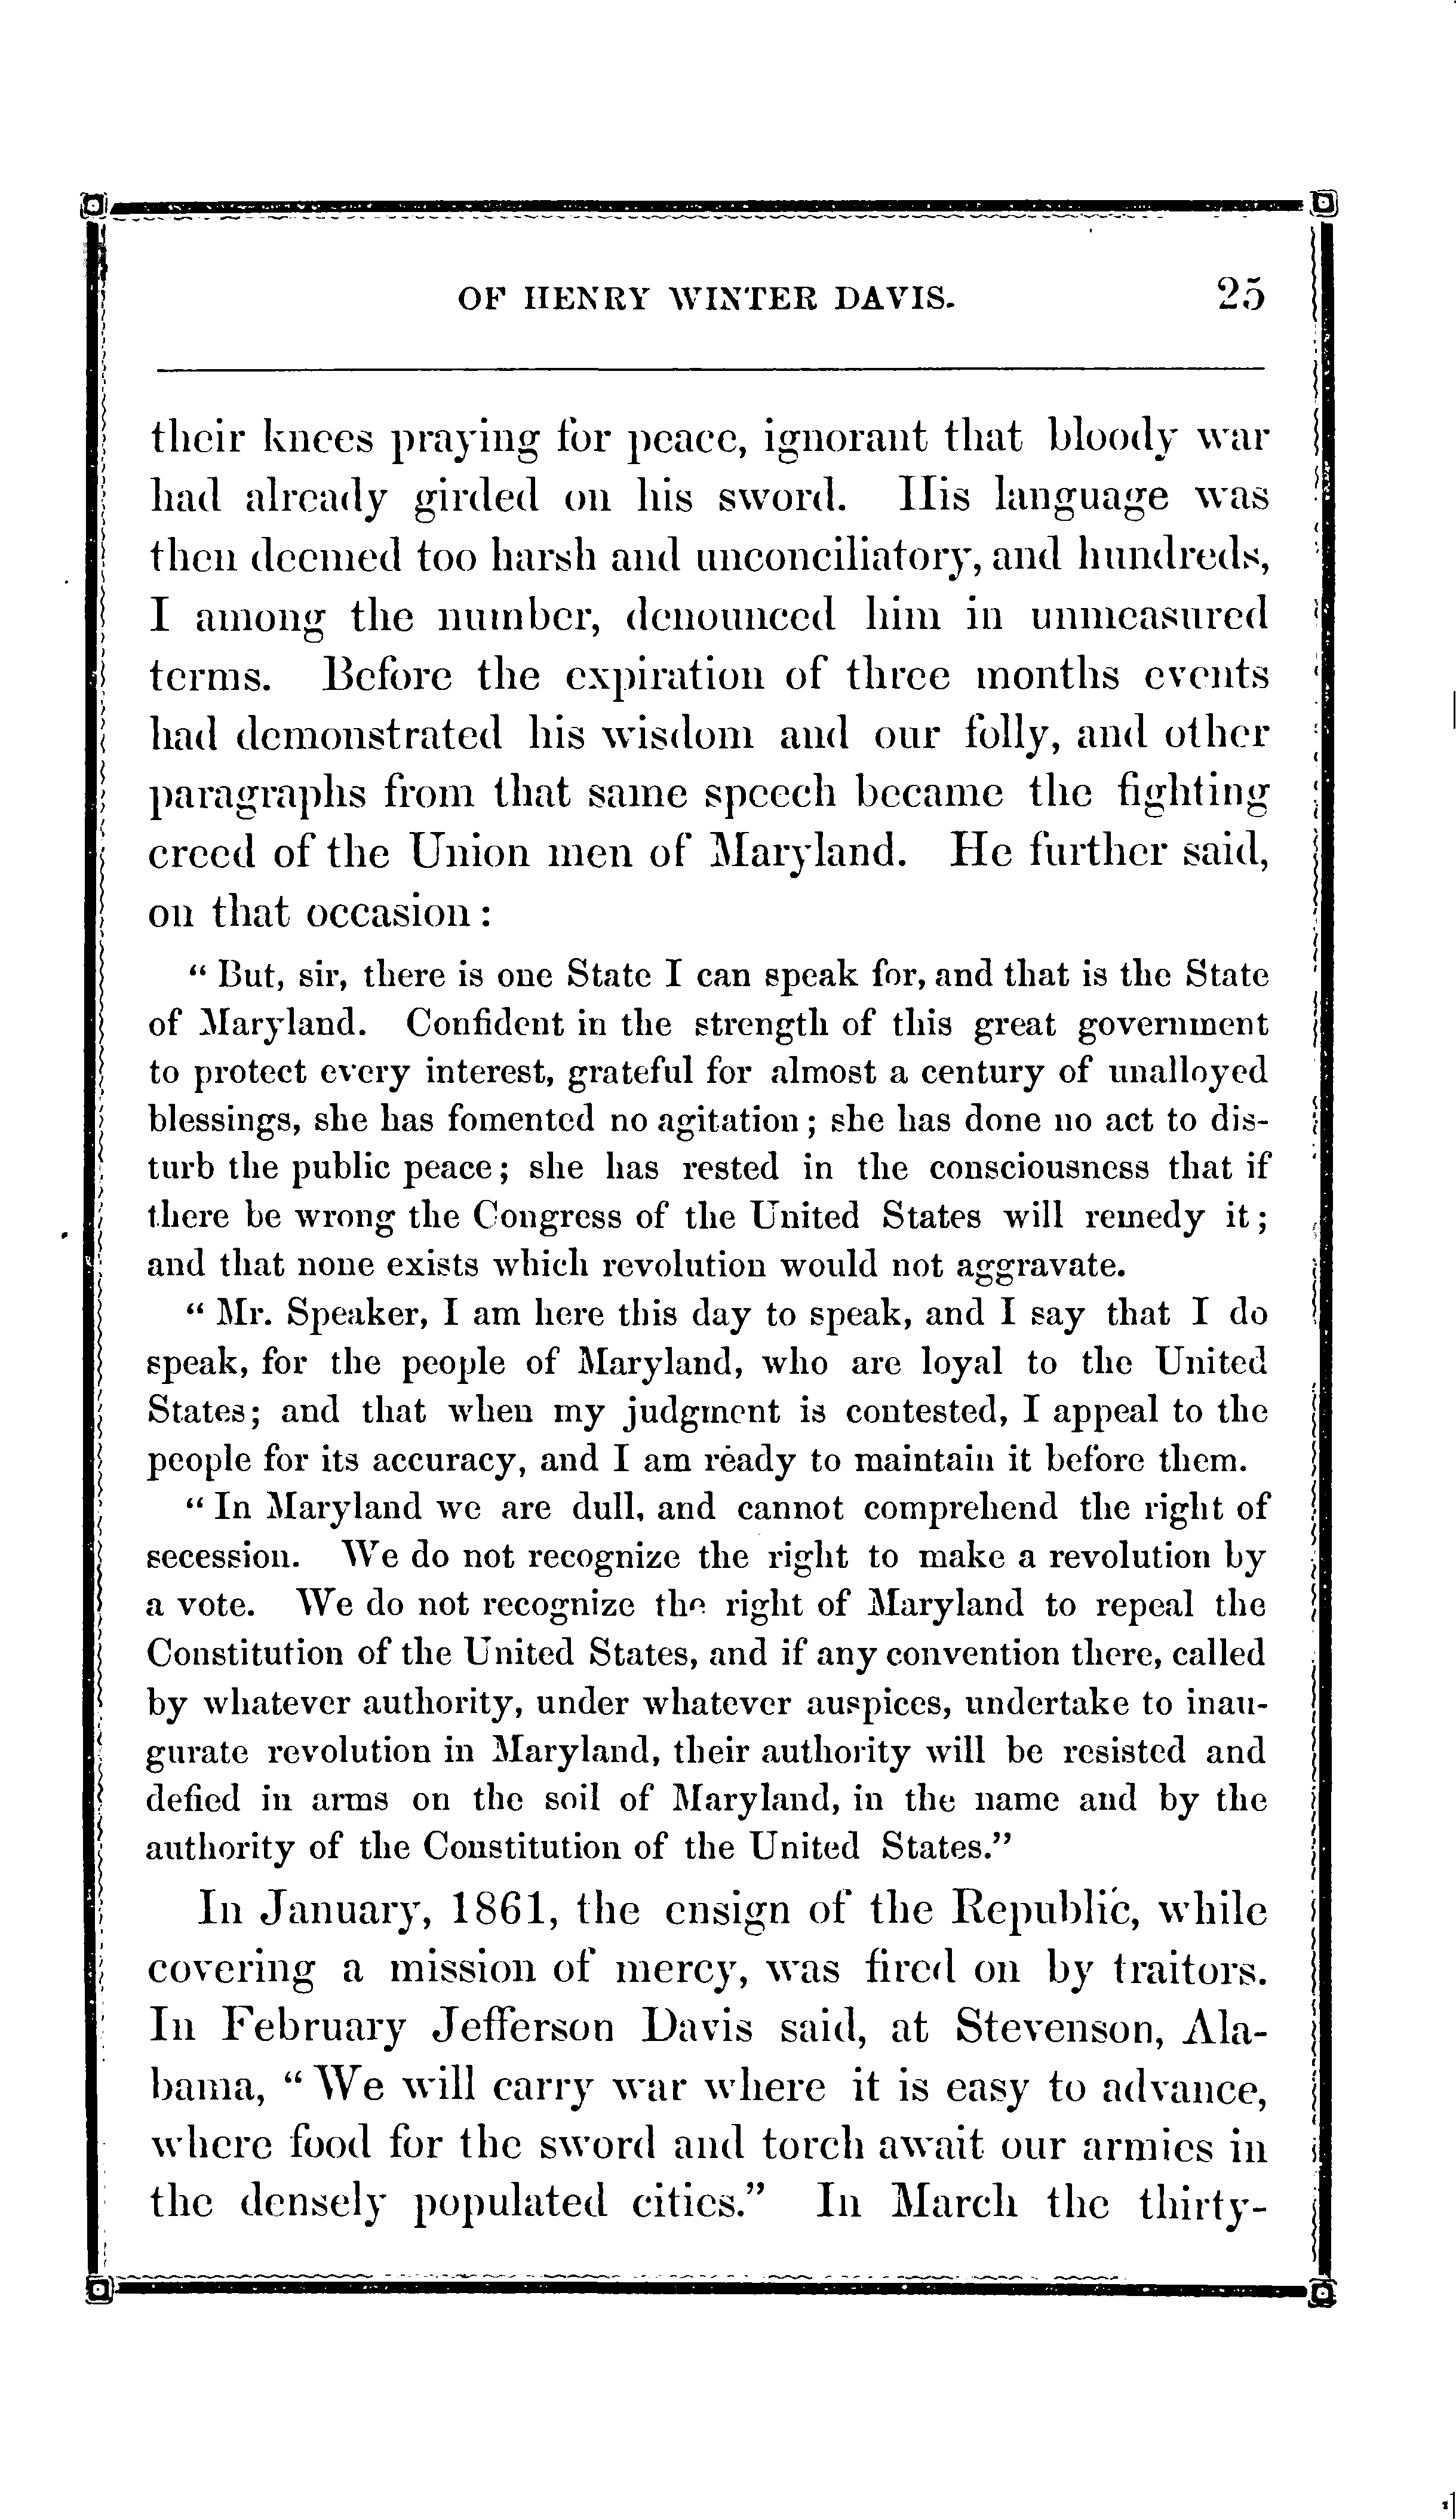 OF HENRY WINTER DAVIS. 25
their knees praying for peace, ignorant that bloody war
had already girded on his sword. His language was
then deemed too harsh and unconciliatory, and hundreds,
I among the number, denounced him in unmeasured
terms. Before the expiration of three months events
had demonstrated his wisdom and our folly, and other
paragraphs from that same speech became the fighting
creed of the Union men of Maryland. He further said,
on that occasion:
“But, sir, there is one State I can speak for, and that is the State
of Maryland. Confident in the strength of this great government
to protect every interest, grateful for almost a century of unalloyed
blessings, she has fomented no agitation; she has done no act to dis-
turb the public peace; she has rested in the consciousness that if
there be wrong the Congress of the United States will remedy it;
and that none exists which revolution would not aggravate.
“Mr. Speaker, I am here this day to speak, and I say that I do
speak, for the people of Maryland, who are loyal to the United
States; and that when my judgment is contested, I appeal to the
people for its accuracy, and I am ready to maintain it before them.
“In Maryland we are dull, and cannot comprehend the right of
secession. We do not recognize the right to make a revolution by
a vote. We do not recognize the right of Maryland to repeal the
Constitution of the United States, and if any convention there, called
by whatever authority, under whatever auspices, undertake to inau-
gurate revolution in Maryland, their authority will be resisted and
defied in arms on the soil of Maryland, in the name and by the
authority of the Constitution of the United States.”
In January, 1861, the ensign of the Republic, while
covering a mission of mercy, was fired on by traitors.
In February Jefferson Davis said, at Stevenson, Ala-
bama, “We will carry war where it is easy to advance,
where food for the sword and torch await our armies in
the densely populated cities.” In March the thirty-